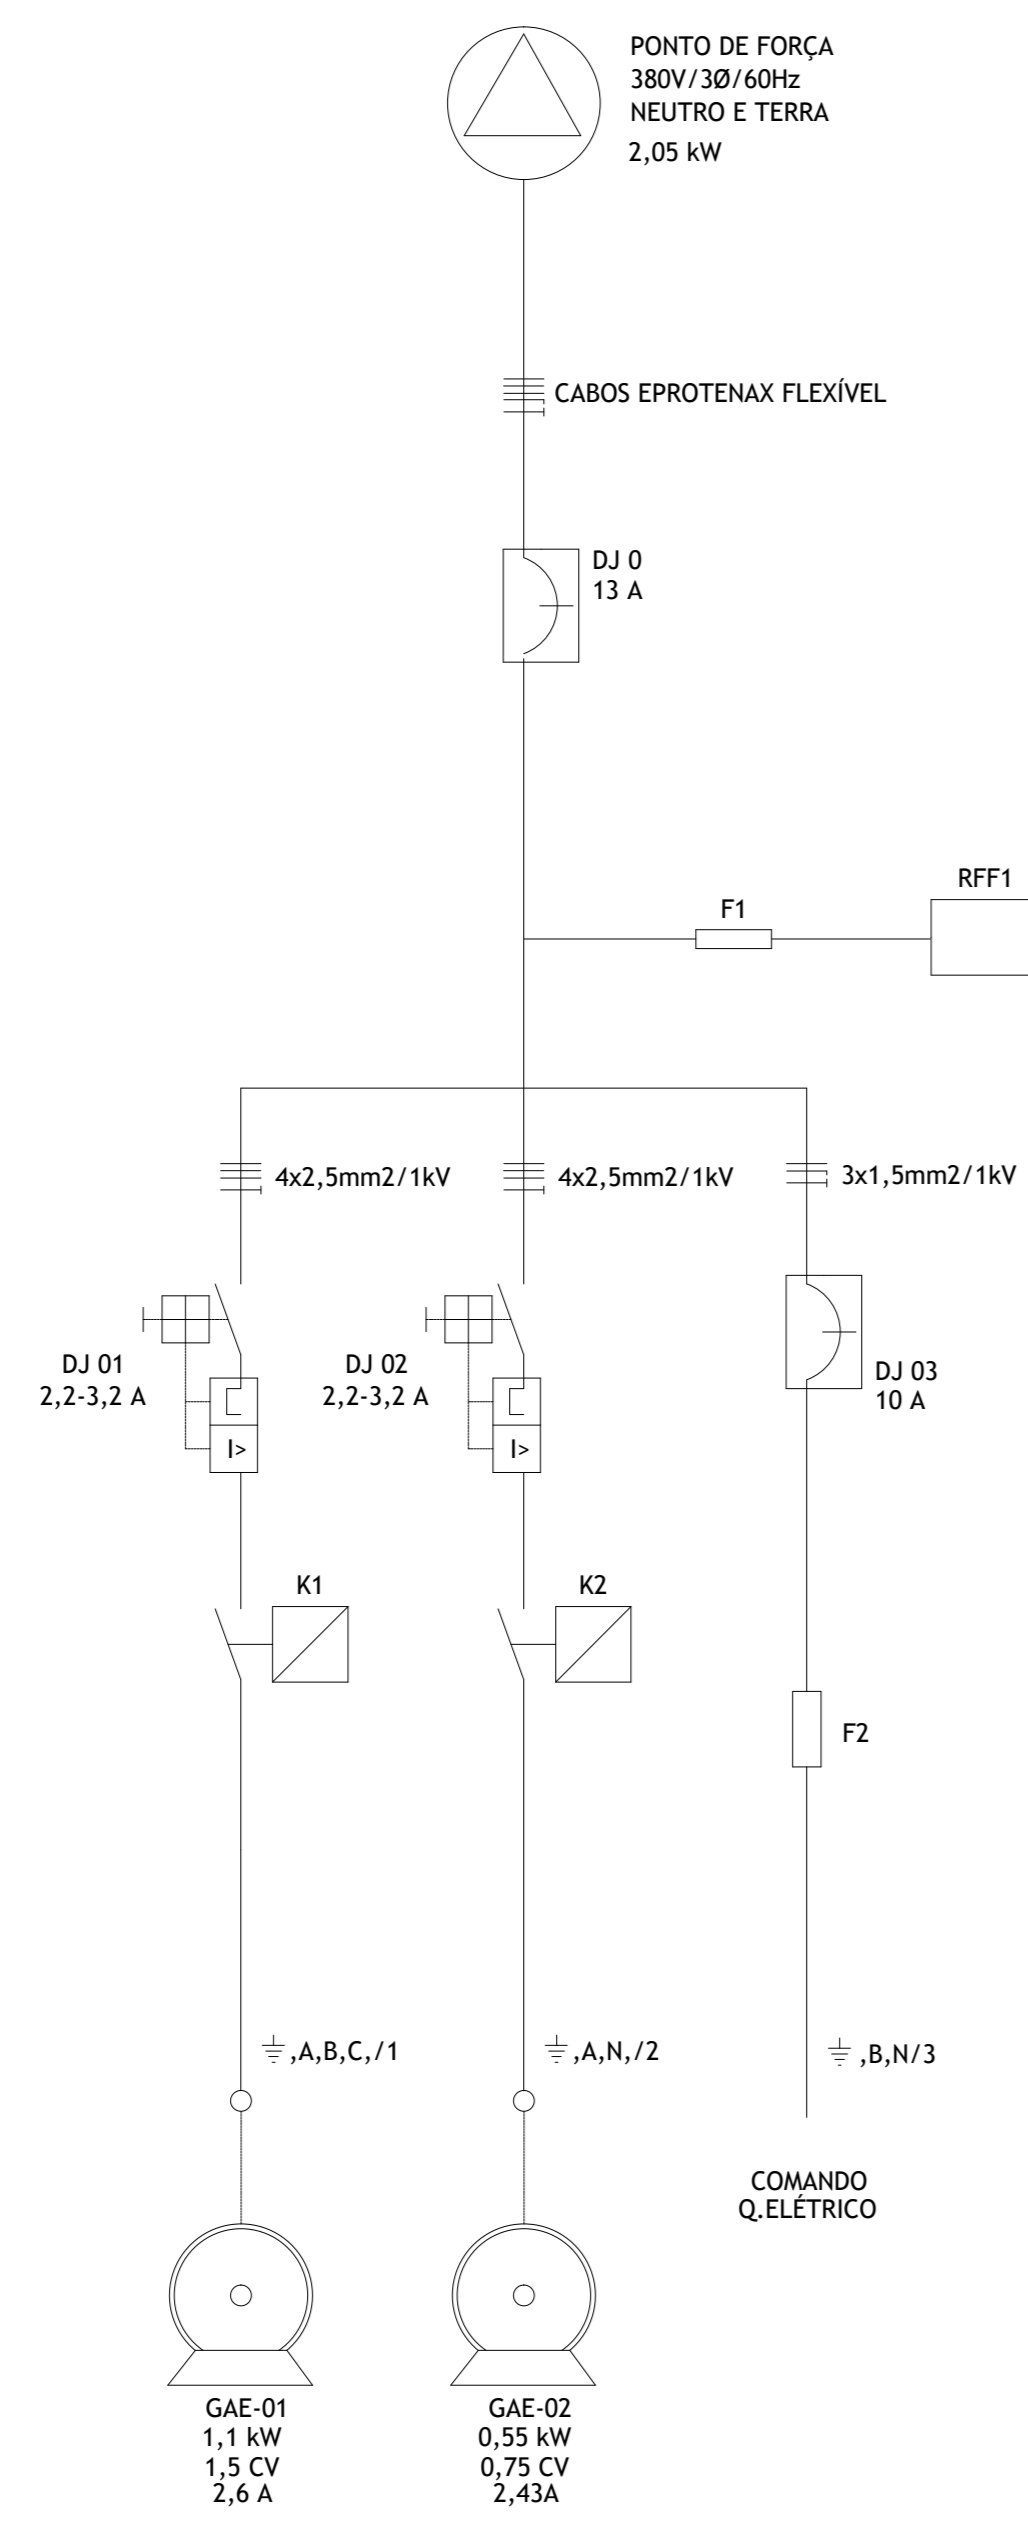 PONTO DE FORÇA
380V/3Ø/60Hz
NEUTRO E TERRA
2,05 kW
CABOS EPROTENAX FLEXÍVEL
DJ 0
13 A
RFF1
F1
4x2,5mm2/1kV
4x2,5mm2/1kV
3x1,5mm2/1kV
DJ 01
2,2-3,2 A
I>
DJ 02
2,2-3,2 A
I>
DJ 03
10 A
K1
K2
F2
,A,B,C,/1
,A,N,/2
,B,N/3
COMANDO
Q.ELÉTRICO
GAE-01
1,1 kW
1,5 CV
2,6 A
GAE-02
0,55 kW
0,75 CV
2,43A